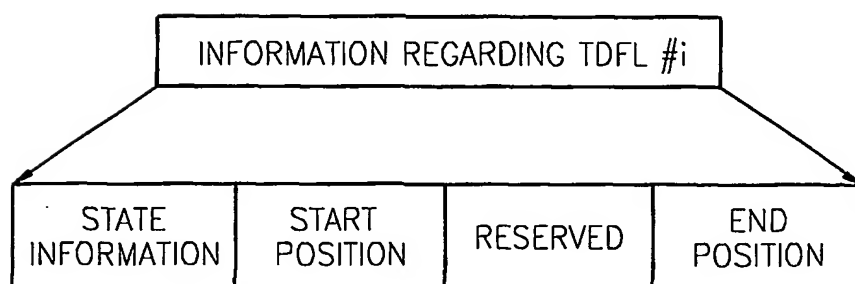 INFORMATION REGARDING TDFL #i
STATE
INFORMATION
START
POSITION
RESERVED
END
POSITION